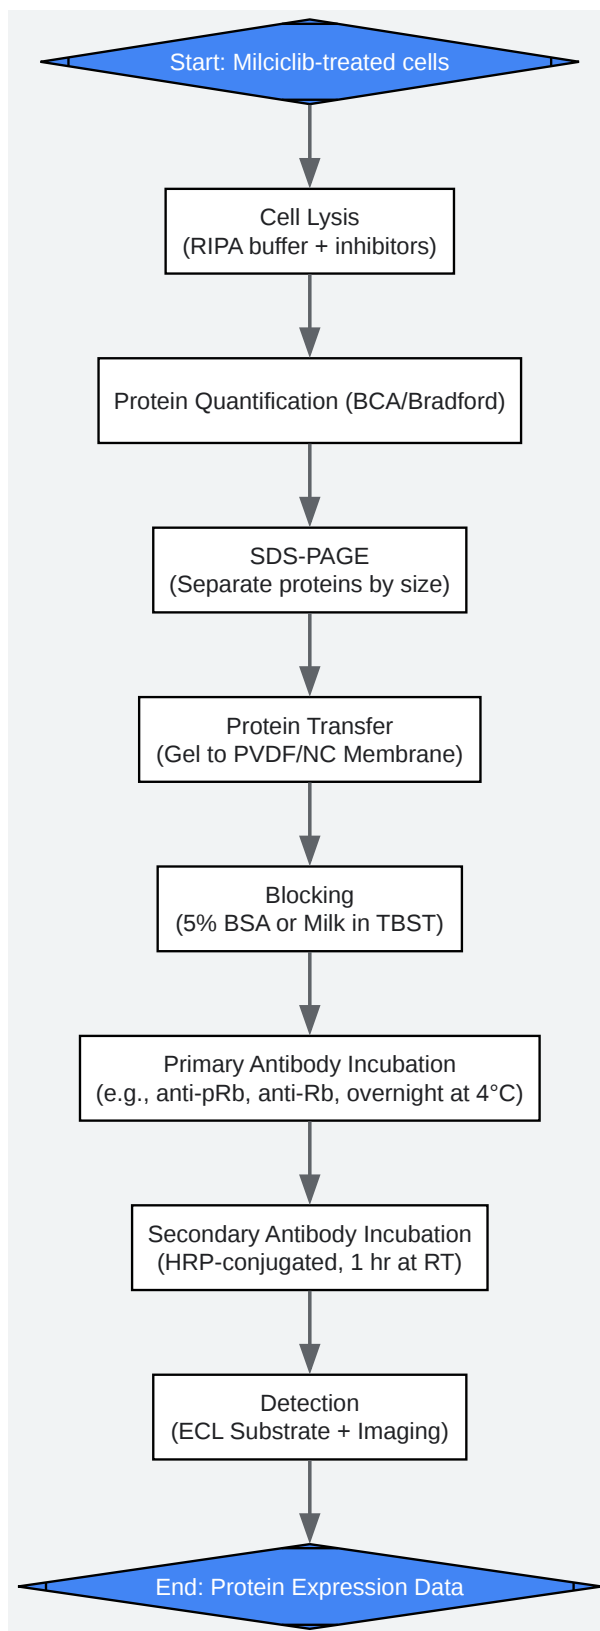 Start: Milciclib-treated cells
Cell Lysis
(RIPA buffer + inhibitors)
Protein Quantification (BCA/Bradford)
SDS-PAGE
(Separate proteins by size)
Protein Transfer
(Gel to PVDF/NC Membrane)
Blocking
(5% BSA or Milk in TBST)
Primary Antibody Incubation
(e.g., anti-pRb, anti-Rb, overnight at 4°C)
Secondary Antibody Incubation
(HRP-conjugated, 1 hr at RT)
Detection
(ECL Substrate + Imaging)
End: Protein Expression Data